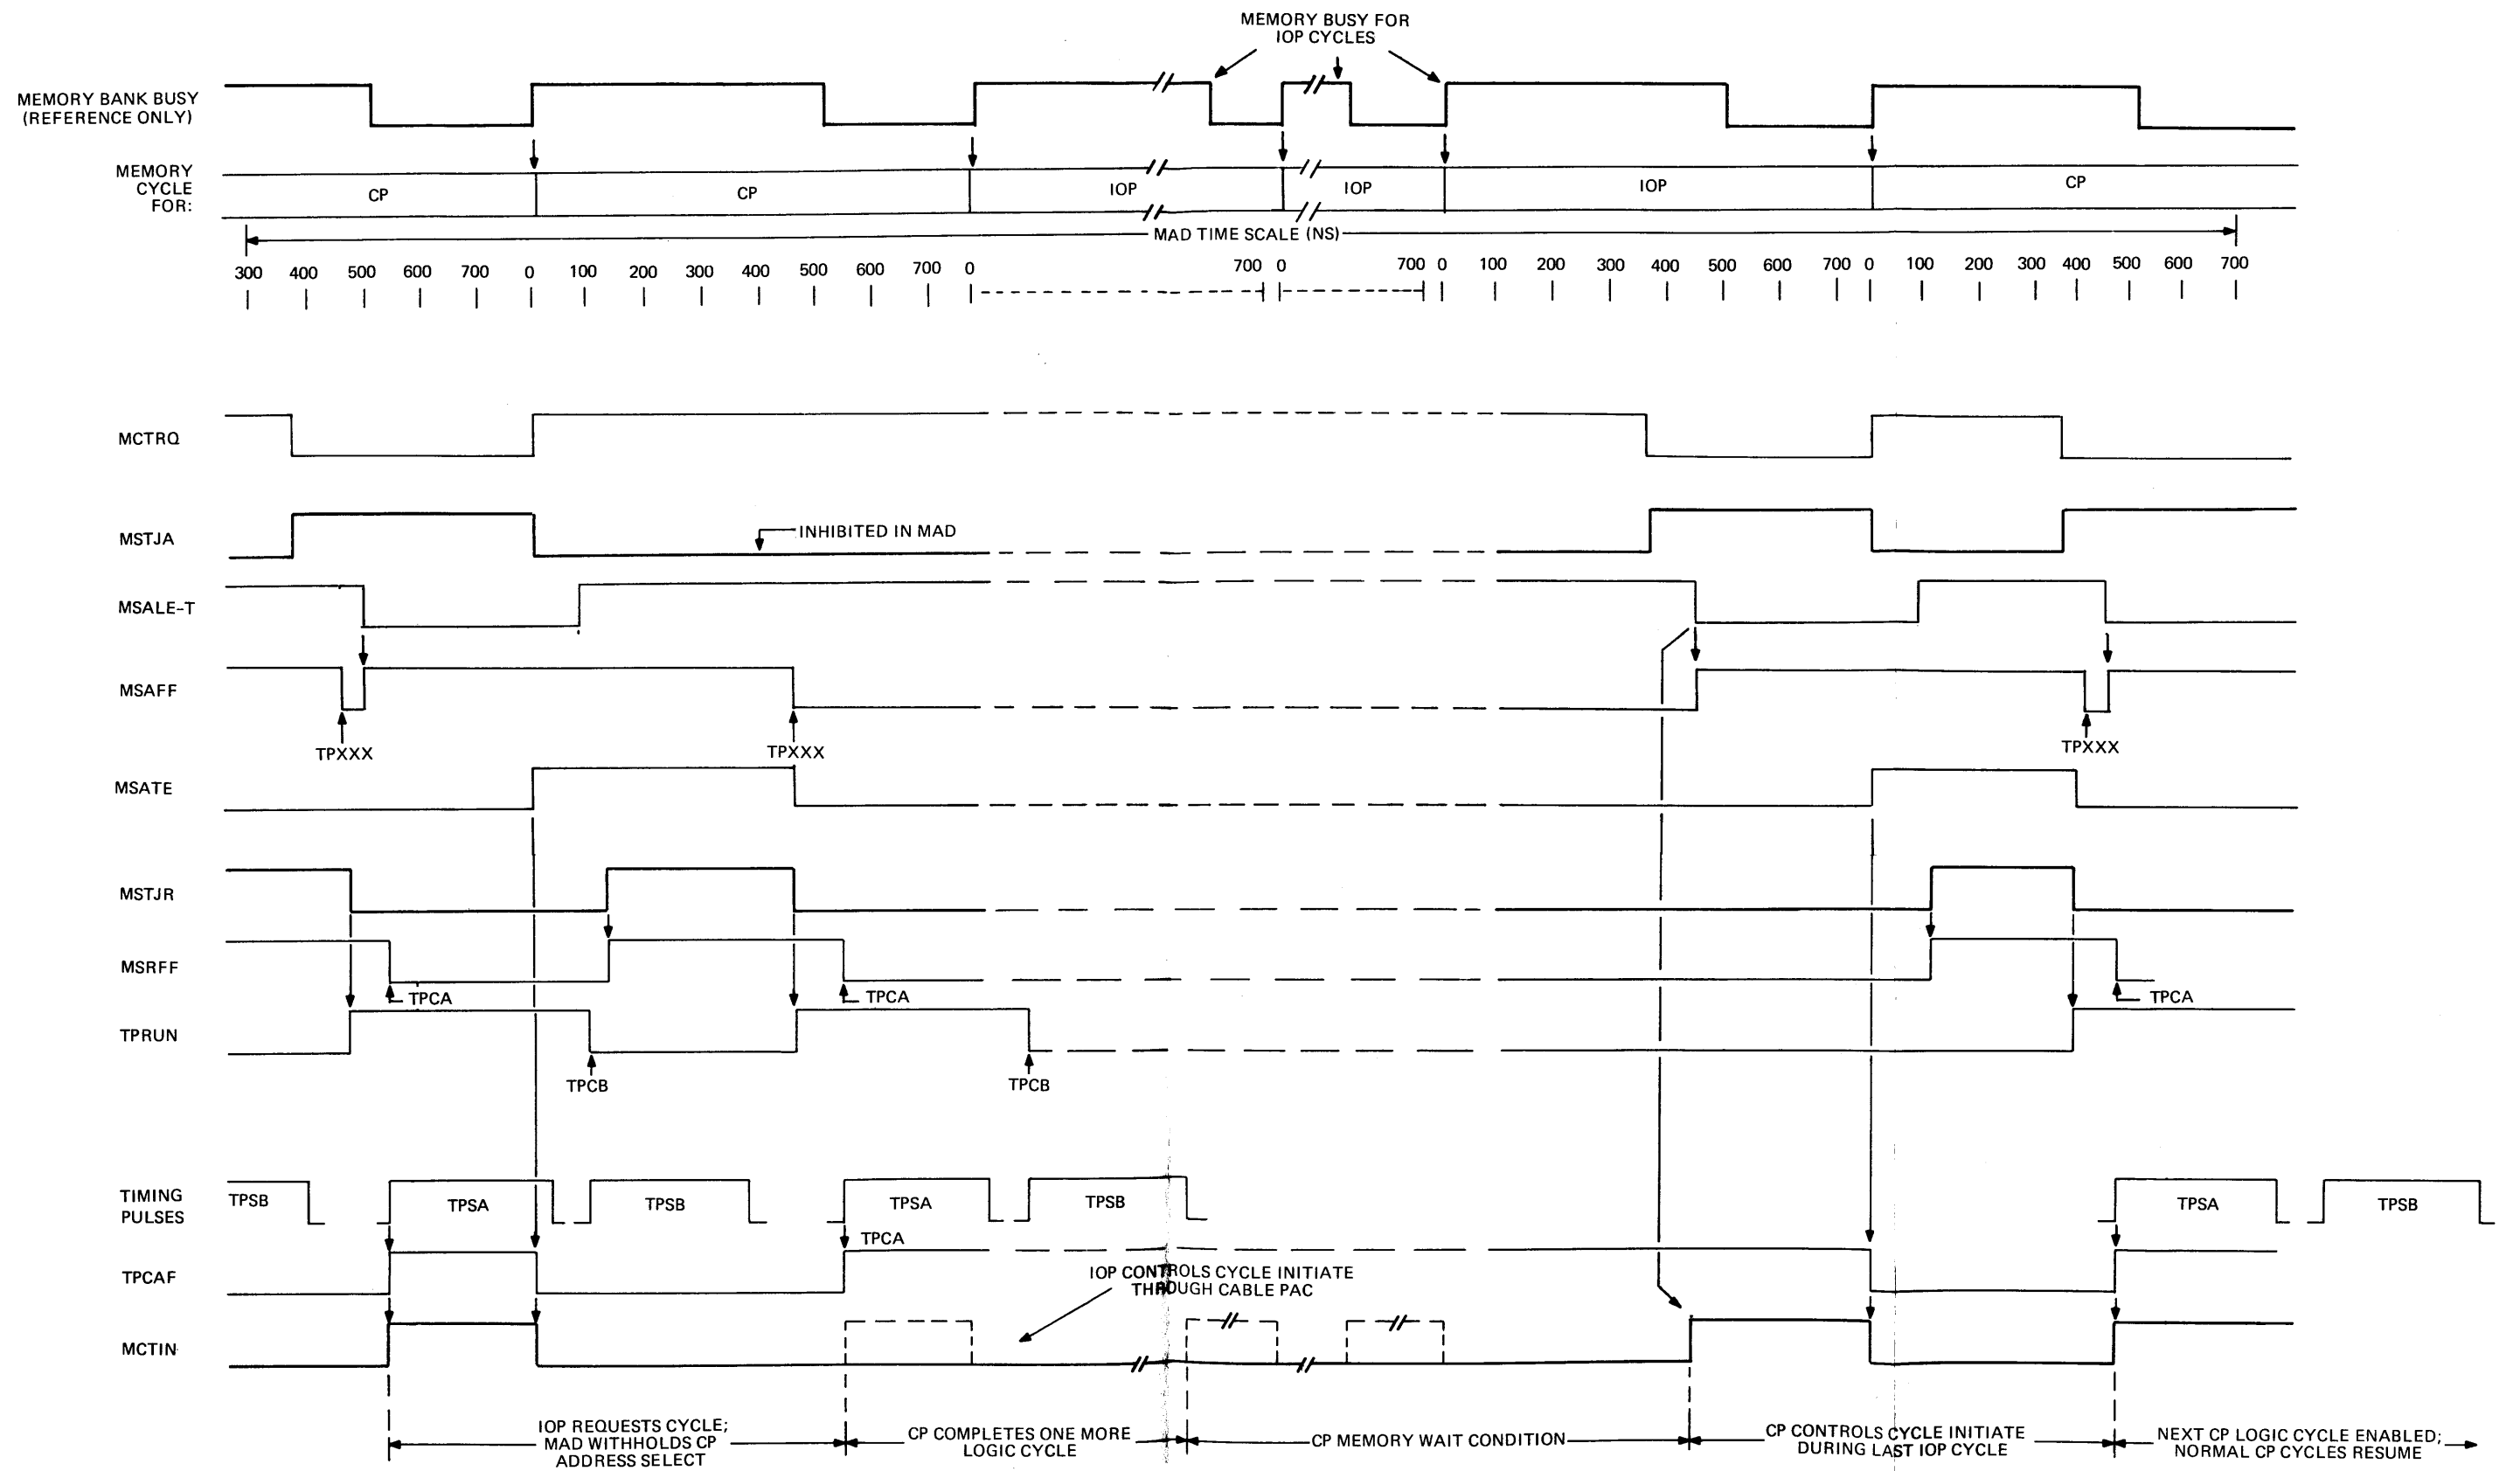 MEMORY BUSY FOR
IOP CYCLES
MEMORY BANK BUSY
(REFERENCE ONLY)
MEMORY
CYCLE
FOR:
CP CP IOP IOP IOP CP
MAD TIME SCALE (NS)
300 400 500 600 700 0 100 200 300 400 500 600 700 0 700 0 700 0 100 200 300 400 500 600 700 0 100 200 300 400 500 600 700
MCTRQ
MSTJA
INHIBITED IN MAD
MSALE-T
MSAFF
TPXXX TPXXX TPXXX
MSATE
MSTJR
MSRFF
TPCA TPCA TPCA
TPRUN
TPCB TPCB
TIMING
PULSES
TPSB TPSA TPSB TPSA TPSB TPSA TPSB
TPCA
TPCAF
IOP CONTROLS CYCLE INITIATE
THROUGH CABLE PAC
MCTIN
IOP REQUESTS CYCLE;
MAD WITHHOLDS CP
ADDRESS SELECT
CP COMPLETES ONE MORE
LOGIC CYCLE
CP MEMORY WAIT CONDITION
CP CONTROLS CYCLE INITIATE
DURING LAST IOP CYCLE
NEXT CP LOGIC CYCLE ENABLED;
NORMAL CP CYCLES RESUME